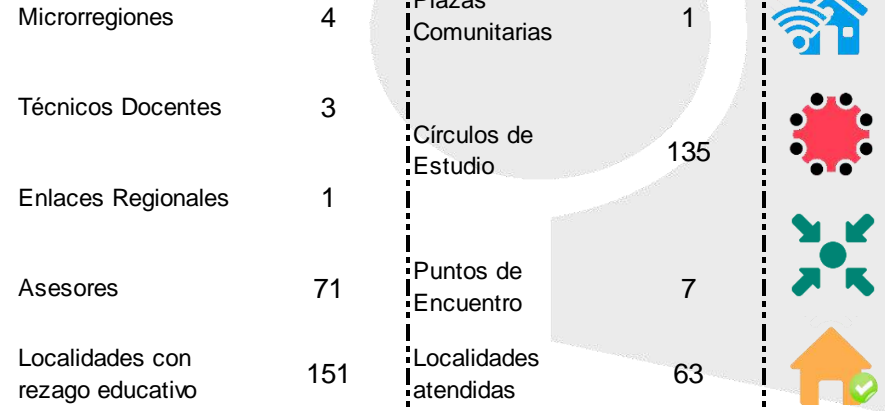 Microrregiones 4
Plazas
Comunitarias 1
Técnicos Docentes 3
Círculos de
Estudio 135
Enlaces Regionales 1
Asesores 71
Puntos de
Encuentro 7
Localidades con
rezago educativo 151
Localidades
atendidas 63